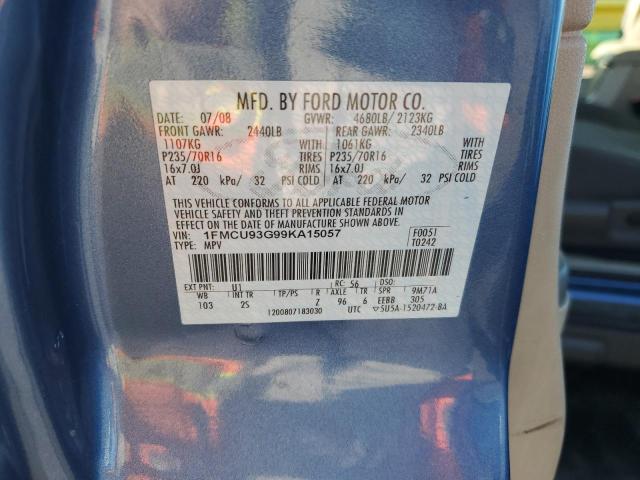 MFD. BY FORD MOTOR CO.
DATE: 07/08 GVWR: 4680LB/ 2123KG
FRONT GAWR: 2440LB REAR GAWR: 2340LB
1107KG WITH 1061KG WITH
P235/70R16 TIRES P235/70R16 TIRES
16x7.0J RIMS 16x7.0J RIMS
AT 220 kPa/ 32 PSI COLD AT 220 kPa/ 32 PSI COLD
THIS VEHICLE CONFORMS TO ALL APPLICABLE FEDERAL MOTOR
VEHICLE SAFETY AND THEFT PREVENTION STANDARDS IN
EFFECT ON THE DATE OF MANUFACTURE SHOWN ABOVE.
VIN: 1FMCU93G99KA15057 F0051
TYPE: MPV T0242
EXT PNT: U1 RC: 56 DSO:
WB INT TR TP/PS R AXLE TR SPR 9M71A
103 2S Z 96 6 EEBB 305
1200807183030 UTC ▽5U5A-1520472-BA